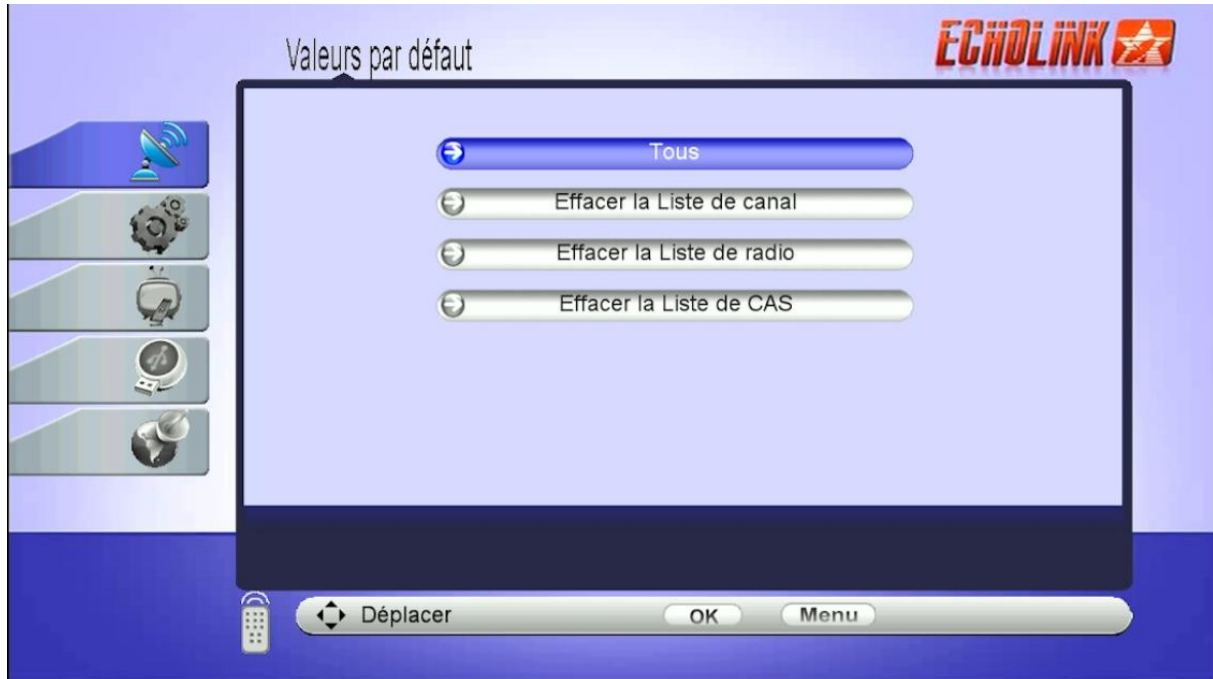 Valeurs par défaut
ECHOLINK
Tous
Effacer la Liste de canal
Effacer la Liste de radio
Effacer la Liste de CAS
Déplacer
OK
Menu